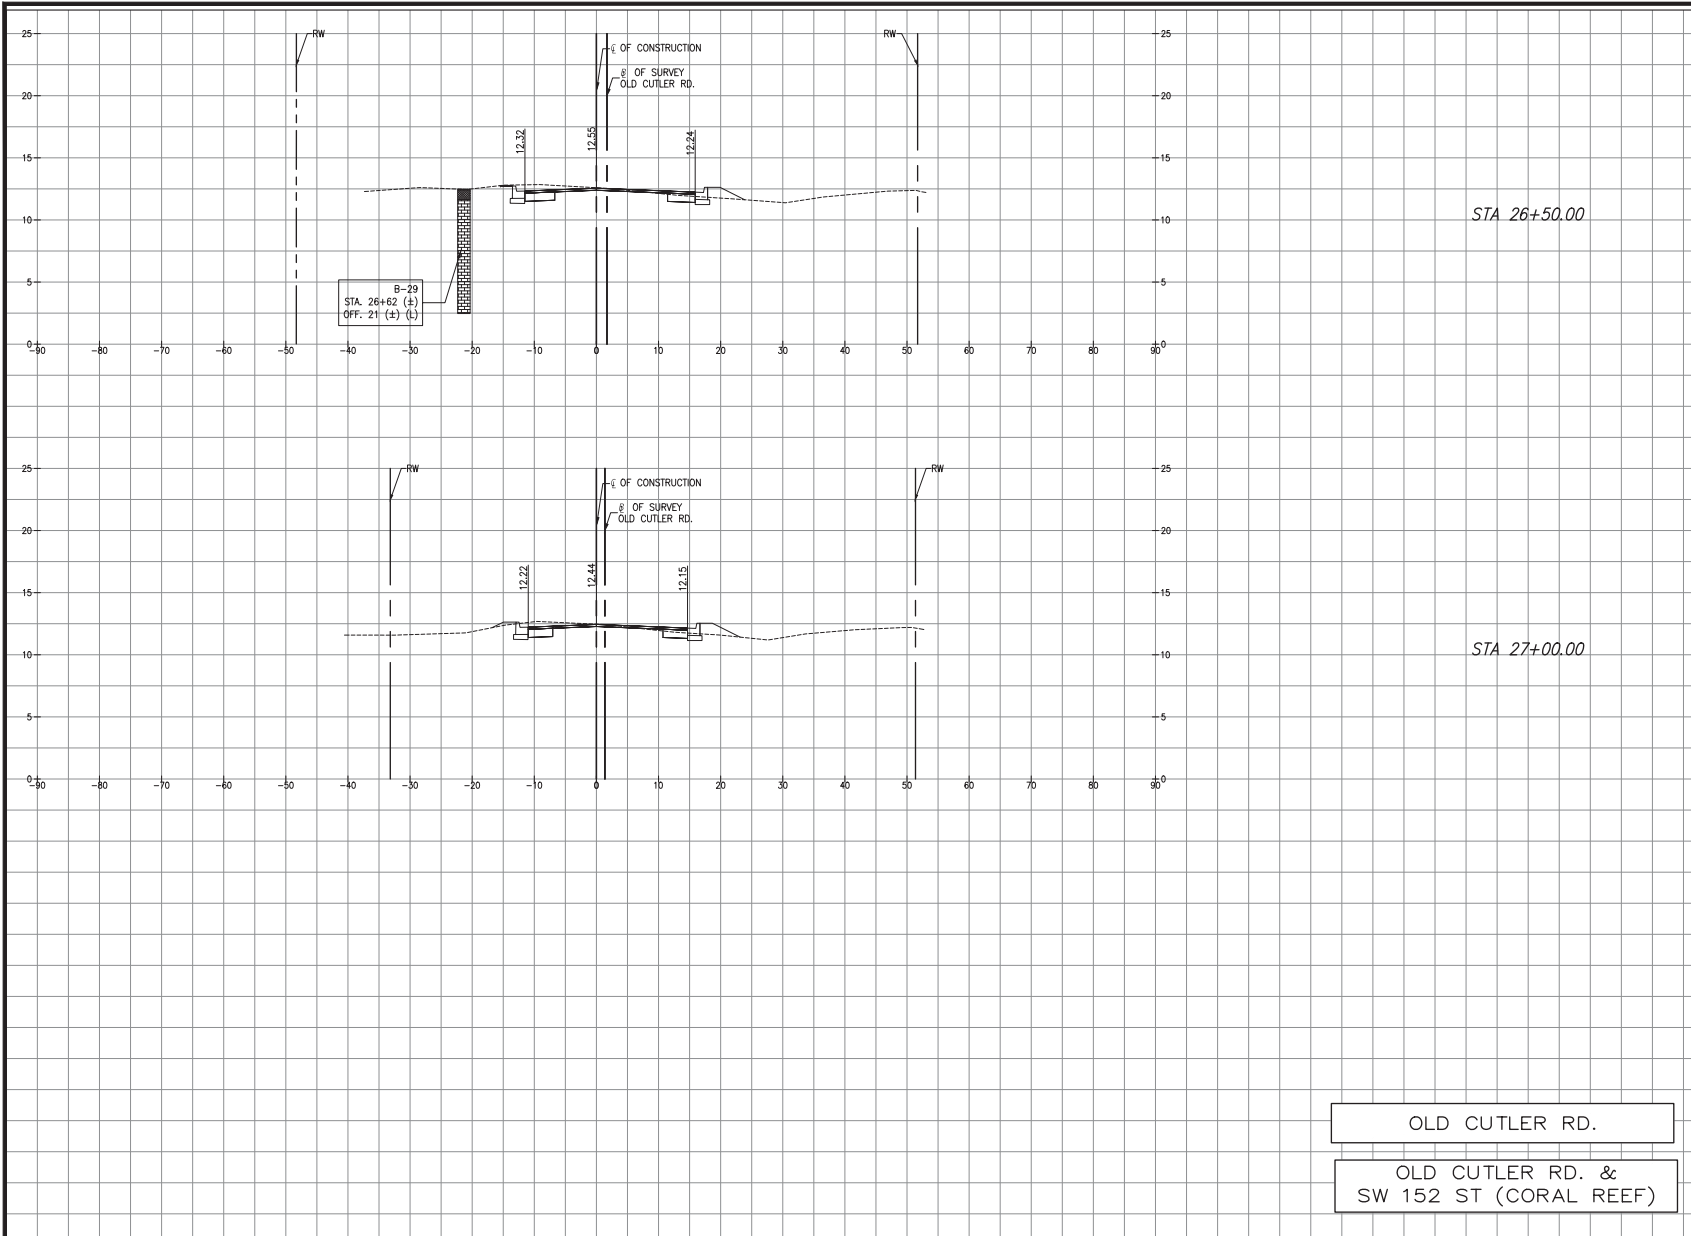 25 RW RW 25
℄ OF CONSTRUCTION
₧ OF SURVEY
OLD CUTLER RD.
20 20
12.32 12.55 12.24
15 15
10 10
STA 26+50.00
5 5
B-29
STA. 26+62 (±)
OFF. 21 (±) (L)
0 0
-90 -80 -70 -60 -50 -40 -30 -20 -10 0 10 20 30 40 50 60 70 80 90
25 RW RW 25
℄ OF CONSTRUCTION
OF SURVEY
OLD CUTLER RD.
20 20
12.22 12.44 12.15
15 15
10 10
STA 27+00.00
5 5
0 0
-90 -80 -70 -60 -50 -40 -30 -20 -10 0 10 20 30 40 50 60 70 80 90
OLD CUTLER RD.
OLD CUTLER RD. &
SW 152 ST (CORAL REEF)